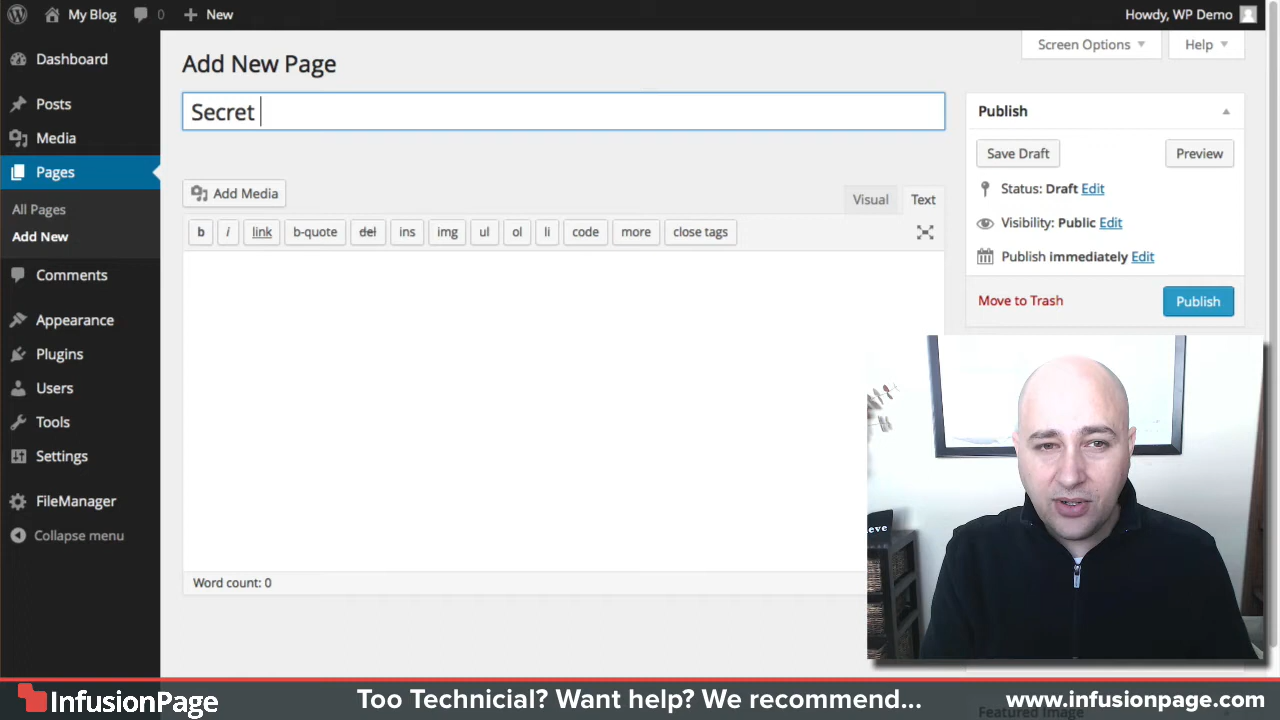 My Blog 0 New Howdy, WP Demo
Screen Options Help
Dashboard
Posts
Media
Pages
All Pages
Add New
Comments
Appearance
Plugins
Users
Tools
Settings
FileManager
Collapse menu
Add New Page
Secret
Add Media
Visual Text
b i link b-quote del ins img ul ol li code more close tags
Word count: 0
Publish
Save Draft Preview
Status: Draft Edit
Visibility: Public Edit
Publish immediately Edit
Move to Trash Publish
eve
Featured Image
InfusionPage Too Technicial? Want help? We recommend... www.infusionpage.com